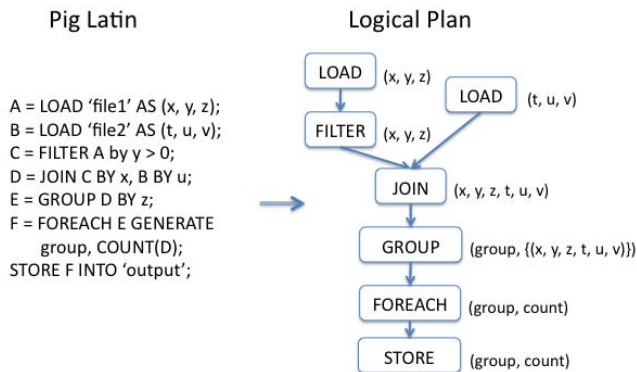 Pig Latin
Logical Plan
A = LOAD ‘file1’ AS (x, y, z);
B = LOAD ‘file2’ AS (t, u, v);
C = FILTER A by y > 0;
D = JOIN C BY x, B BY u;
E = GROUP D BY z;
F = FOREACH E GENERATE
group, COUNT(D);
STORE F INTO ‘output’;
LOAD (x, y, z)
LOAD (t, u, v)
FILTER (x, y, z)
JOIN (x, y, z, t, u, v)
GROUP (group, {(x, y, z, t, u, v)})
FOREACH (group, count)
STORE (group, count)